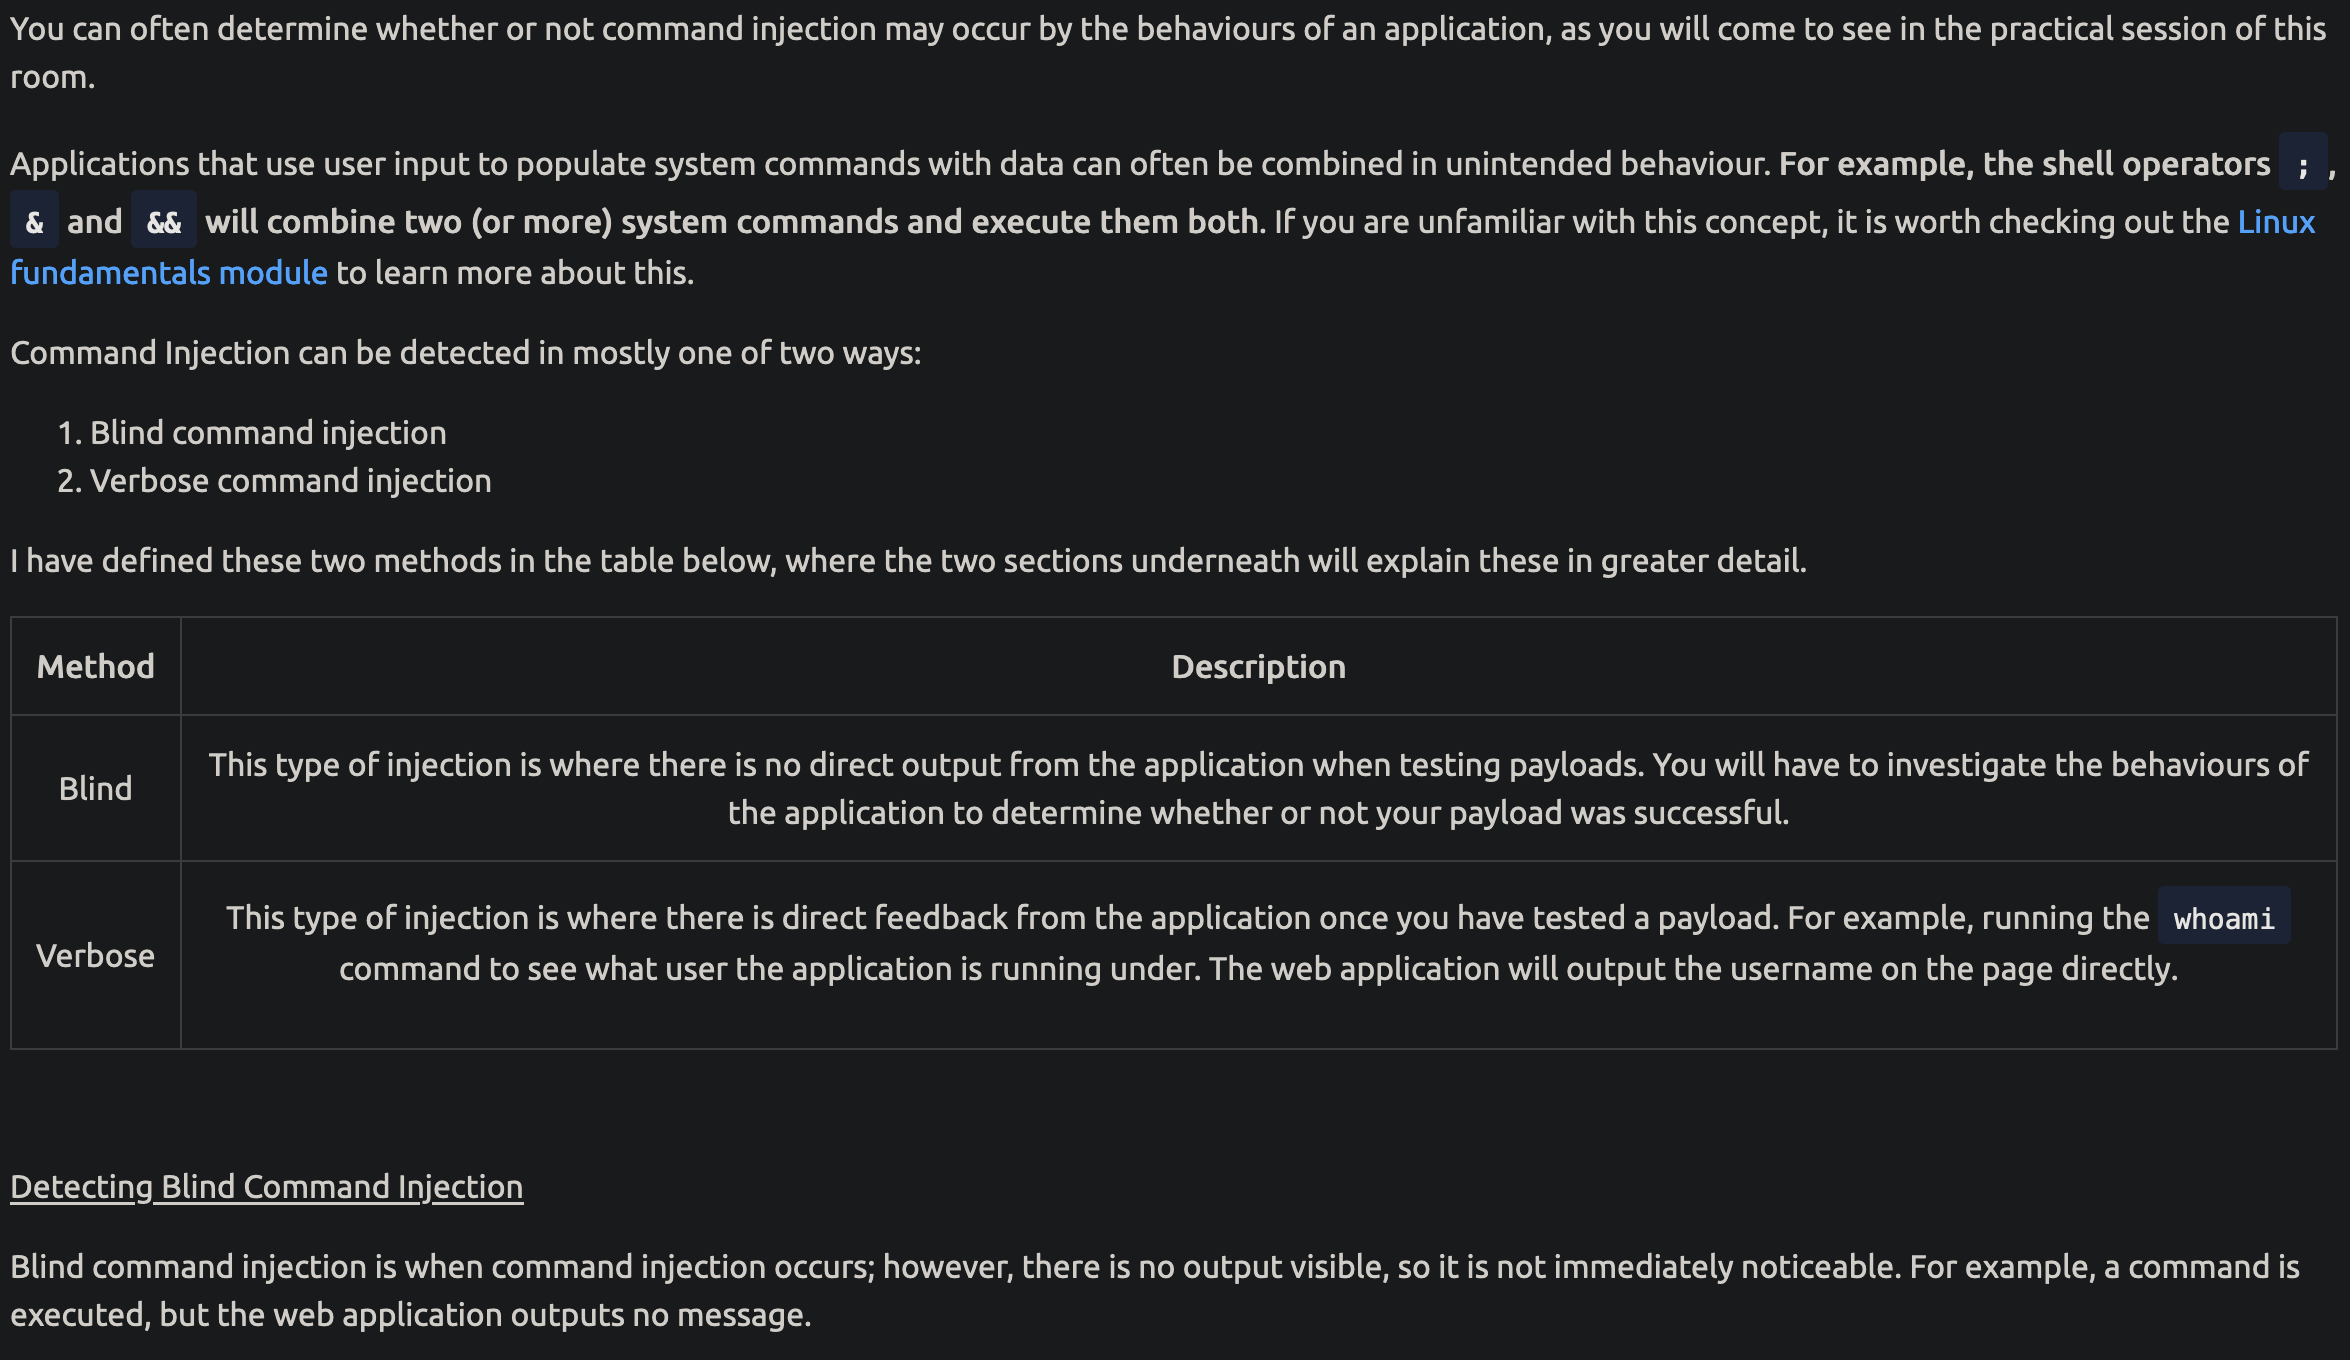 You can often determine whether or not command injection may occur by the behaviours of an application, as you will come to see in the practical session of this
room.
Applications that use user input to populate system commands with data can often be combined in unintended behaviour. For example, the shell operators ; ,
& and && will combine two (or more) system commands and execute them both. If you are unfamiliar with this concept, it is worth checking out the Linux
fundamentals module to learn more about this.
Command Injection can be detected in mostly one of two ways:
1. Blind command injection
2. Verbose command injection
I have defined these two methods in the table below, where the two sections underneath will explain these in greater detail.
Method Description
Blind This type of injection is where there is no direct output from the application when testing payloads. You will have to investigate the behaviours of
the application to determine whether or not your payload was successful.
Verbose This type of injection is where there is direct feedback from the application once you have tested a payload. For example, running the whoami
command to see what user the application is running under. The web application will output the username on the page directly.
Detecting Blind Command Injection
Blind command injection is when command injection occurs; however, there is no output visible, so it is not immediately noticeable. For example, a command is
executed, but the web application outputs no message.